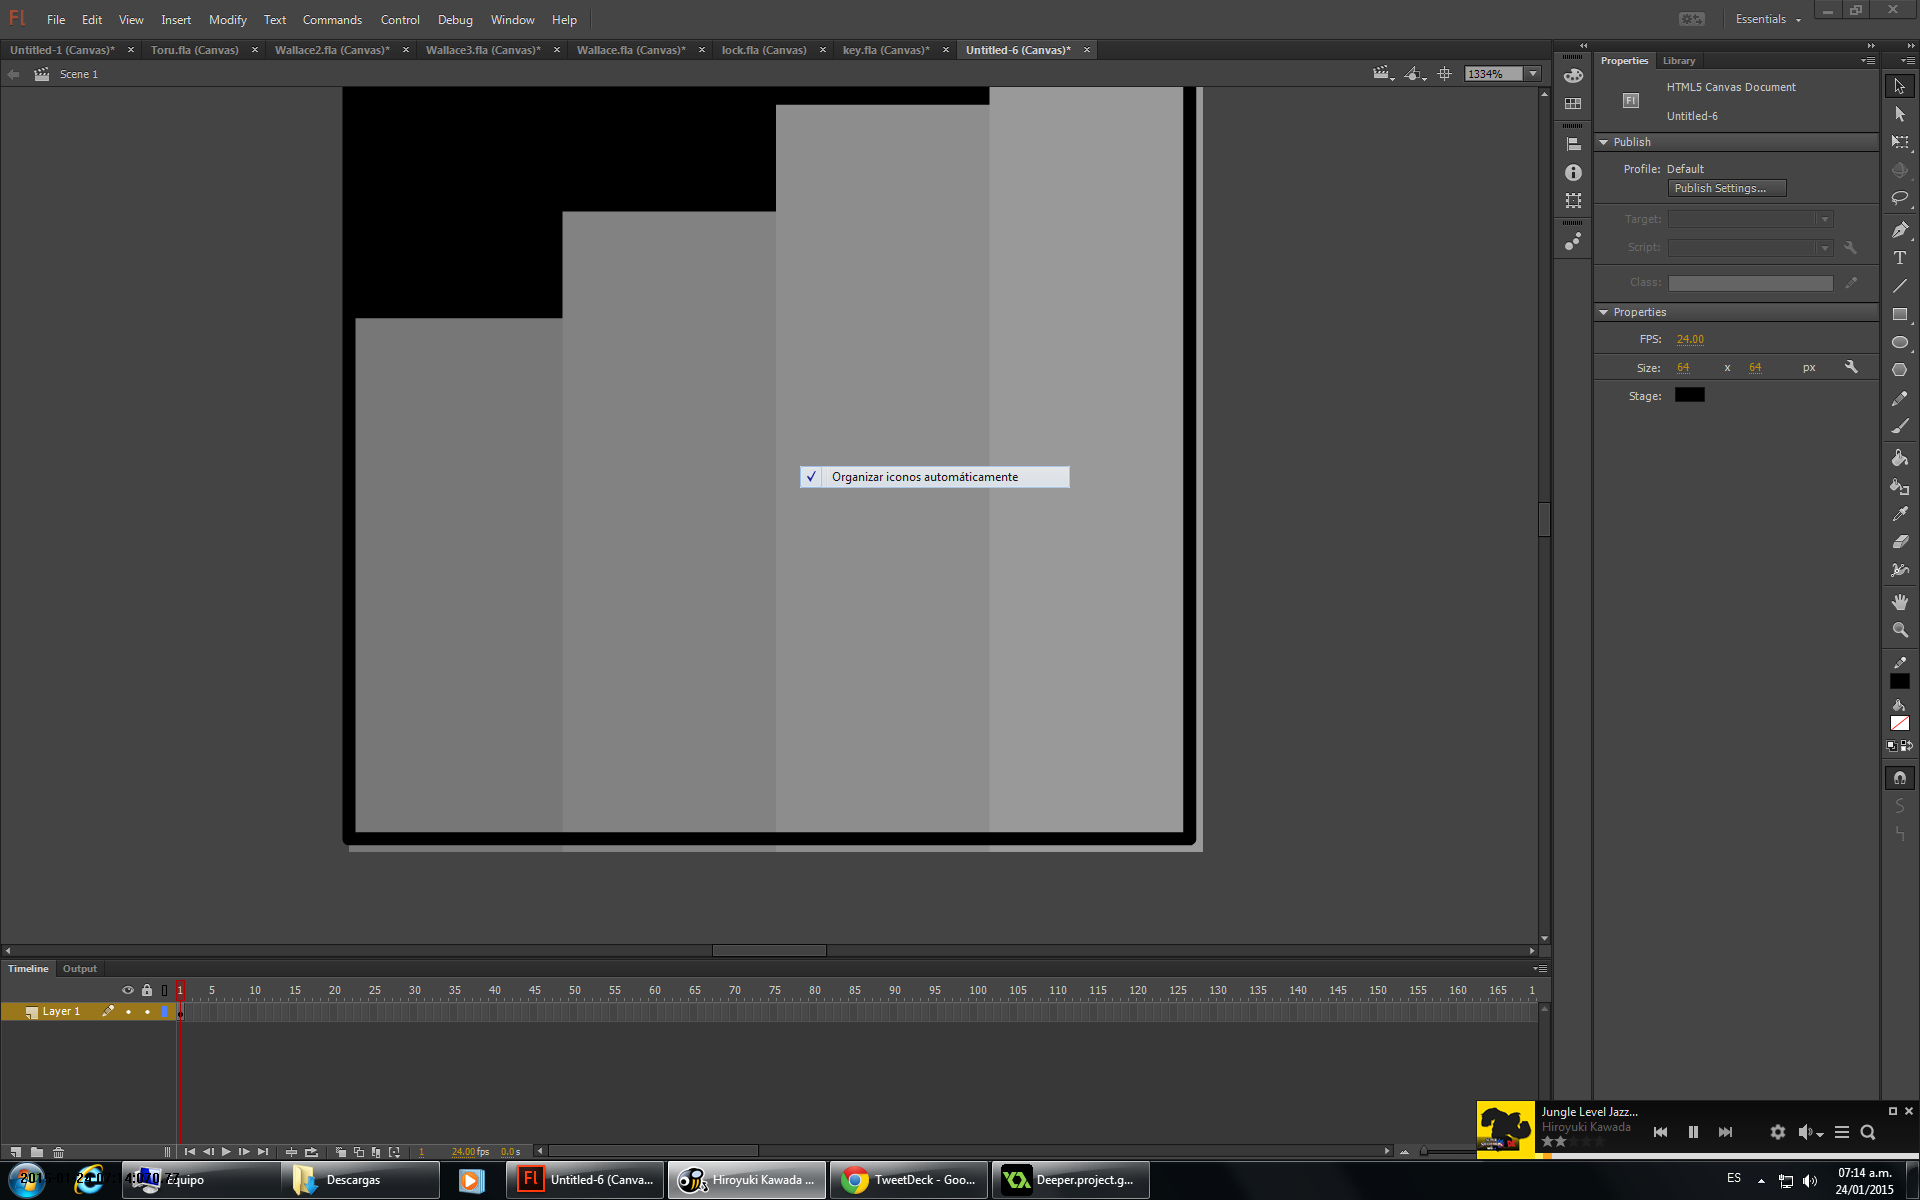 Fl File Edit View Insert Modify Text Commands Control Debug Window Help Essentials
Untitled-1 (Canvas)* Toru.fla (Canvas) Wallace2.fla (Canvas)* Wallace3.fla (Canvas)* Wallace.fla (Canvas)* lock.fla (Canvas) key.fla (Canvas)* Untitled-6 (Canvas)*
Scene 1 1334%
Properties Library
HTML5 Canvas Document
Fl
Untitled-6
Publish
Profile: Default
Publish Settings...
Target:
Script:
Class:
Properties
FPS: 24.00
Size: 64 x 64 px
Stage:
Organizar iconos automáticamente
Timeline Output
1 5 10 15 20 25 30 35 40 45 50 55 60 65 70 75 80 85 90 95 100 105 110 115 120 125 130 135 140 145 150 155 160 165 1
Layer 1
1 24.00 fps 0.0 s
Jungle Level Jazz...
Hiroyuki Kawada
Equipo Descargas Fl Untitled-6 (Canva... Hiroyuki Kawada ... TweetDeck - Goo... Deeper.project.g... ES
07:14 a.m.
24/01/2015